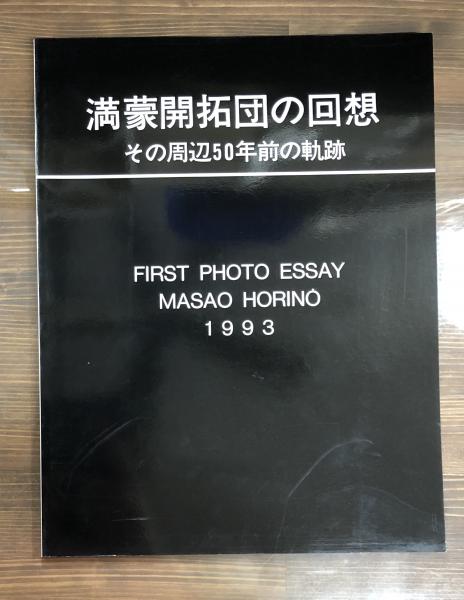 満蒙開拓団の回想
その周辺50年前の軌跡
FIRST PHOTO ESSAY
MASAO HORINO
1993